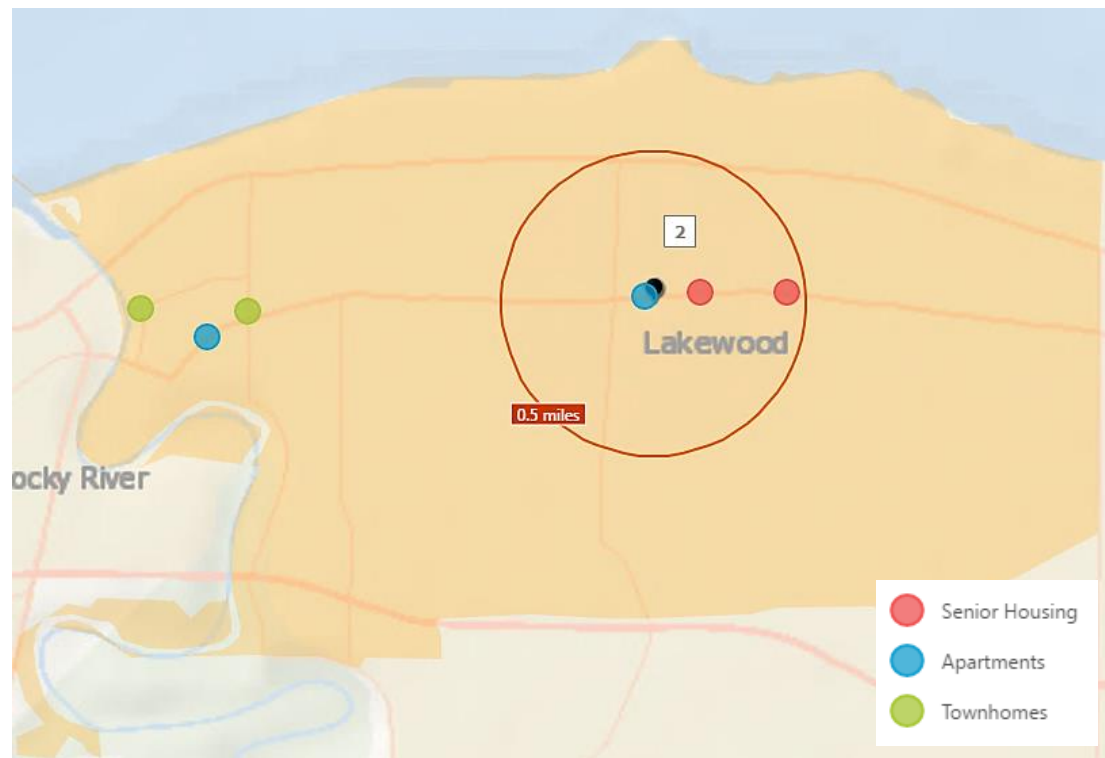 2
Lakewood
0.5 miles
ocky River
Senior Housing
Apartments
Townhomes